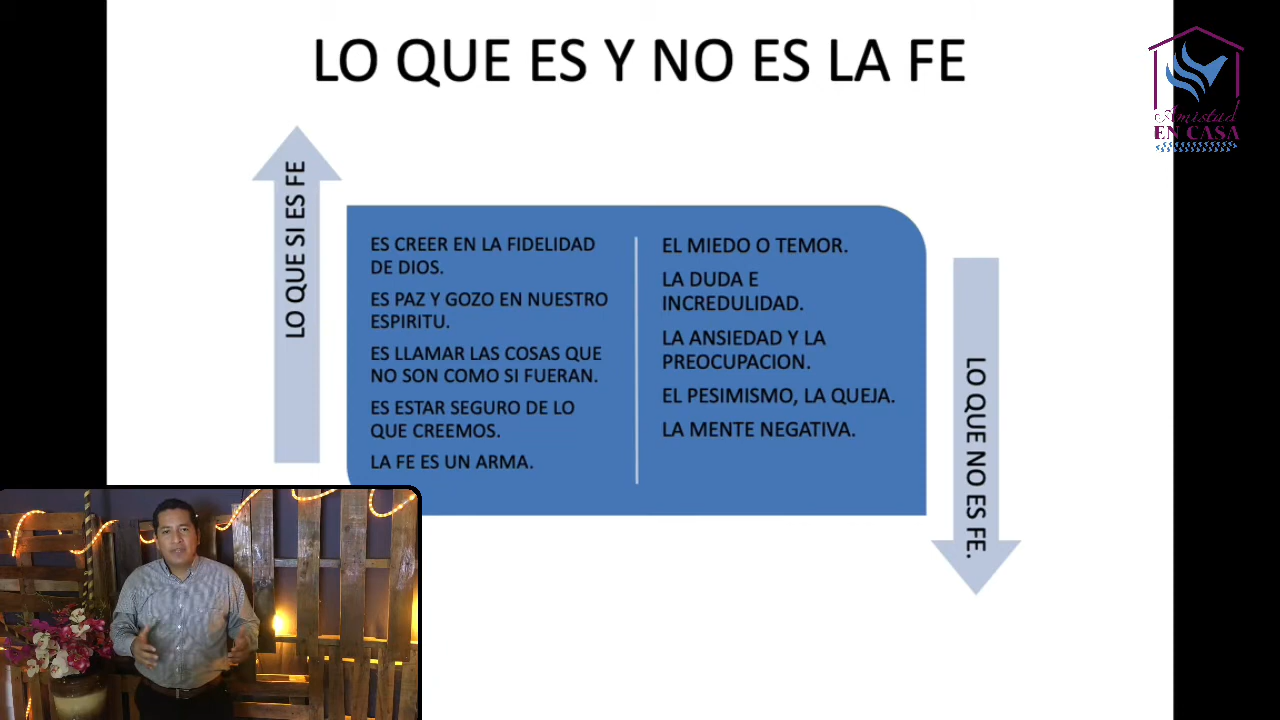 LO QUE ES Y NO ES LA FE
Amistad
EN CASA
LO QUE SI ES FE
ES CREER EN LA FIDELIDAD
DE DIOS.
ES PAZ Y GOZO EN NUESTRO
ESPIRITU.
ES LLAMAR LAS COSAS QUE
NO SON COMO SI FUERAN.
ES ESTAR SEGURO DE LO
QUE CREEMOS.
LA FE ES UN ARMA.
EL MIEDO O TEMOR.
LA DUDA E
INCREDULIDAD.
LA ANSIEDAD Y LA
PREOCUPACION.
EL PESIMISMO, LA QUEJA.
LA MENTE NEGATIVA.
LO QUE NO ES FE.